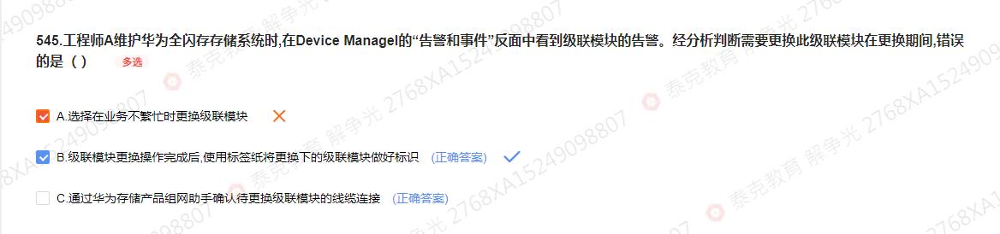 545.工程师A维护华为全闪存存储系统时,在Device Managel的“告警和事件”反面中看到级联模块的告警。经分析判断需要更换此级联模块在更换期间,错误
的是（ ） 多选
A.选择在业务不繁忙时更换级联模块
B.级联模块更换操作完成后,使用标签纸将更换下的级联模块做好标识 (正确答案)
C.通过华为存储产品组网助手确认待更换级联模块的线缆连接 (正确答案)
泰克教育 解争光 2768XA15249098807